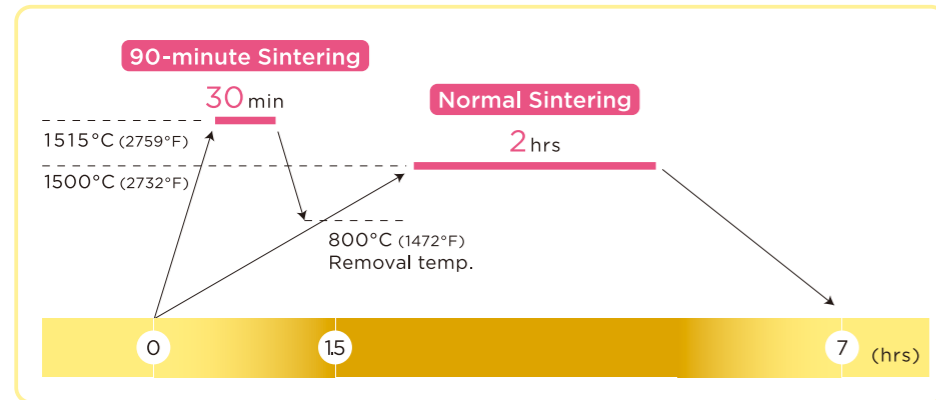 90-minute Sintering
30 min
Normal Sintering
2 hrs
1515°C (2759°F)
1500°C (2732°F)
800°C (1472°F)
Removal temp.
0
1.5
7
(hrs)